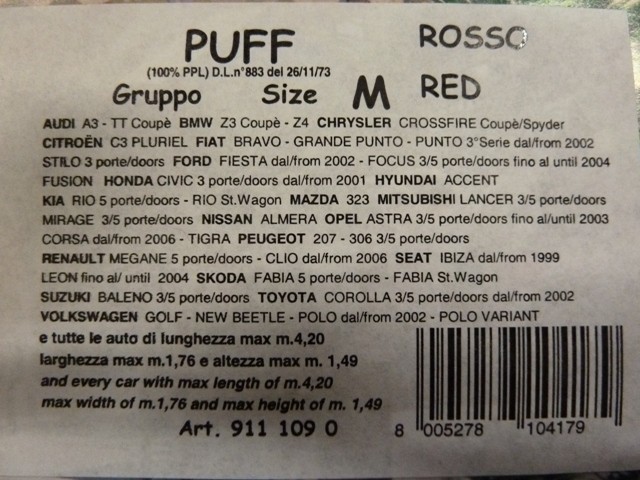 PUFF ROSSO
(100% PPL) D.L.n°883 del 26/11/73
Gruppo Size M RED
AUDI A3 - TT Coupè BMW Z3 Coupè - Z4 CHRYSLER CROSSFIRE Coupè/Spyder
CITROËN C3 PLURIEL FIAT BRAVO - GRANDE PUNTO - PUNTO 3°Serie dal/from 2002
STILO 3 porte/doors FORD FIESTA dal/from 2002 - FOCUS 3/5 porte/doors fino al until 2004
FUSION HONDA CIVIC 3 porte/doors dal/from 2001 HYUNDAI ACCENT
KIA RIO 5 porte/doors - RIO St.Wagon MAZDA 323 MITSUBISHI LANCER 3/5 porte/doors
MIRAGE 3/5 porte/doors NISSAN ALMERA OPEL ASTRA 3/5 porte/doors fino al/until 2003
CORSA dal/from 2006 - TIGRA PEUGEOT 207 - 306 3/5 porte/doors
RENAULT MEGANE 5 porte/doors - CLIO dal/from 2006 SEAT IBIZA dal/from 1999
LEON fino al/ until 2004 SKODA FABIA 5 porte/doors - FABIA St.Wagon
SUZUKI BALENO 3/5 porte/doors TOYOTA COROLLA 3/5 porte/doors dal/from 2002
VOLKSWAGEN GOLF - NEW BEETLE - POLO dal/from 2002 - POLO VARIANT
e tutte le auto di lunghezza max m.4,20
larghezza max m.1,76 e altezza max m. 1,49
and every car with max length of m.4,20
max width of m.1,76 and max height of m. 1,49
Art. 911 109 0
8 005278 104179